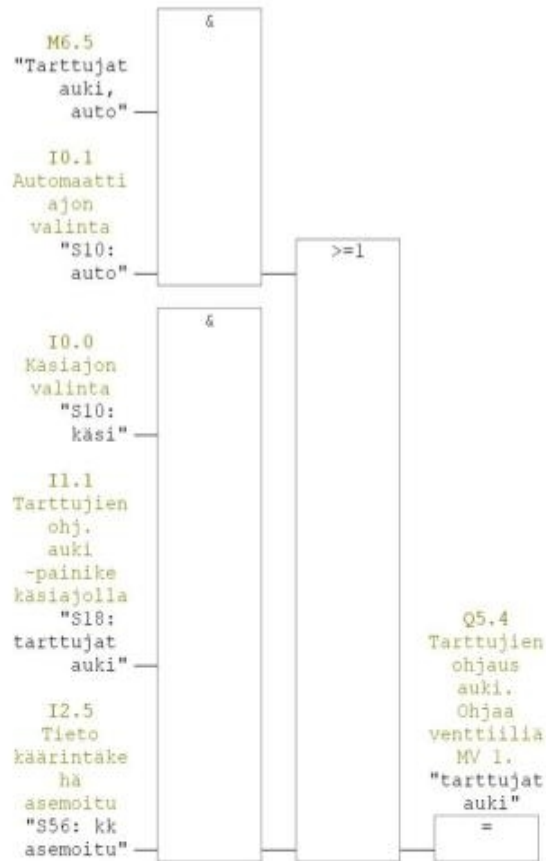 &
M6.5
"Tarttujat
auki,
auto"
I0.1
Automaatti
ajon
valinta
"S10:
auto"
>=1
&
I0.0
Käsiajon
valinta
"S10:
käsi"
I1.1
Tarttujien
ohj.
auki
-painike
käsiajolla
"S18:
tarttujat
auki"
I2.5
Tieto
käärintäke
hä
asemoitu
"S56: kk
asemoitu"
Q5.4
Tarttujien
ohjaus
auki.
Ohjaa
venttiiliä
MV 1.
"tarttujat
auki"
=